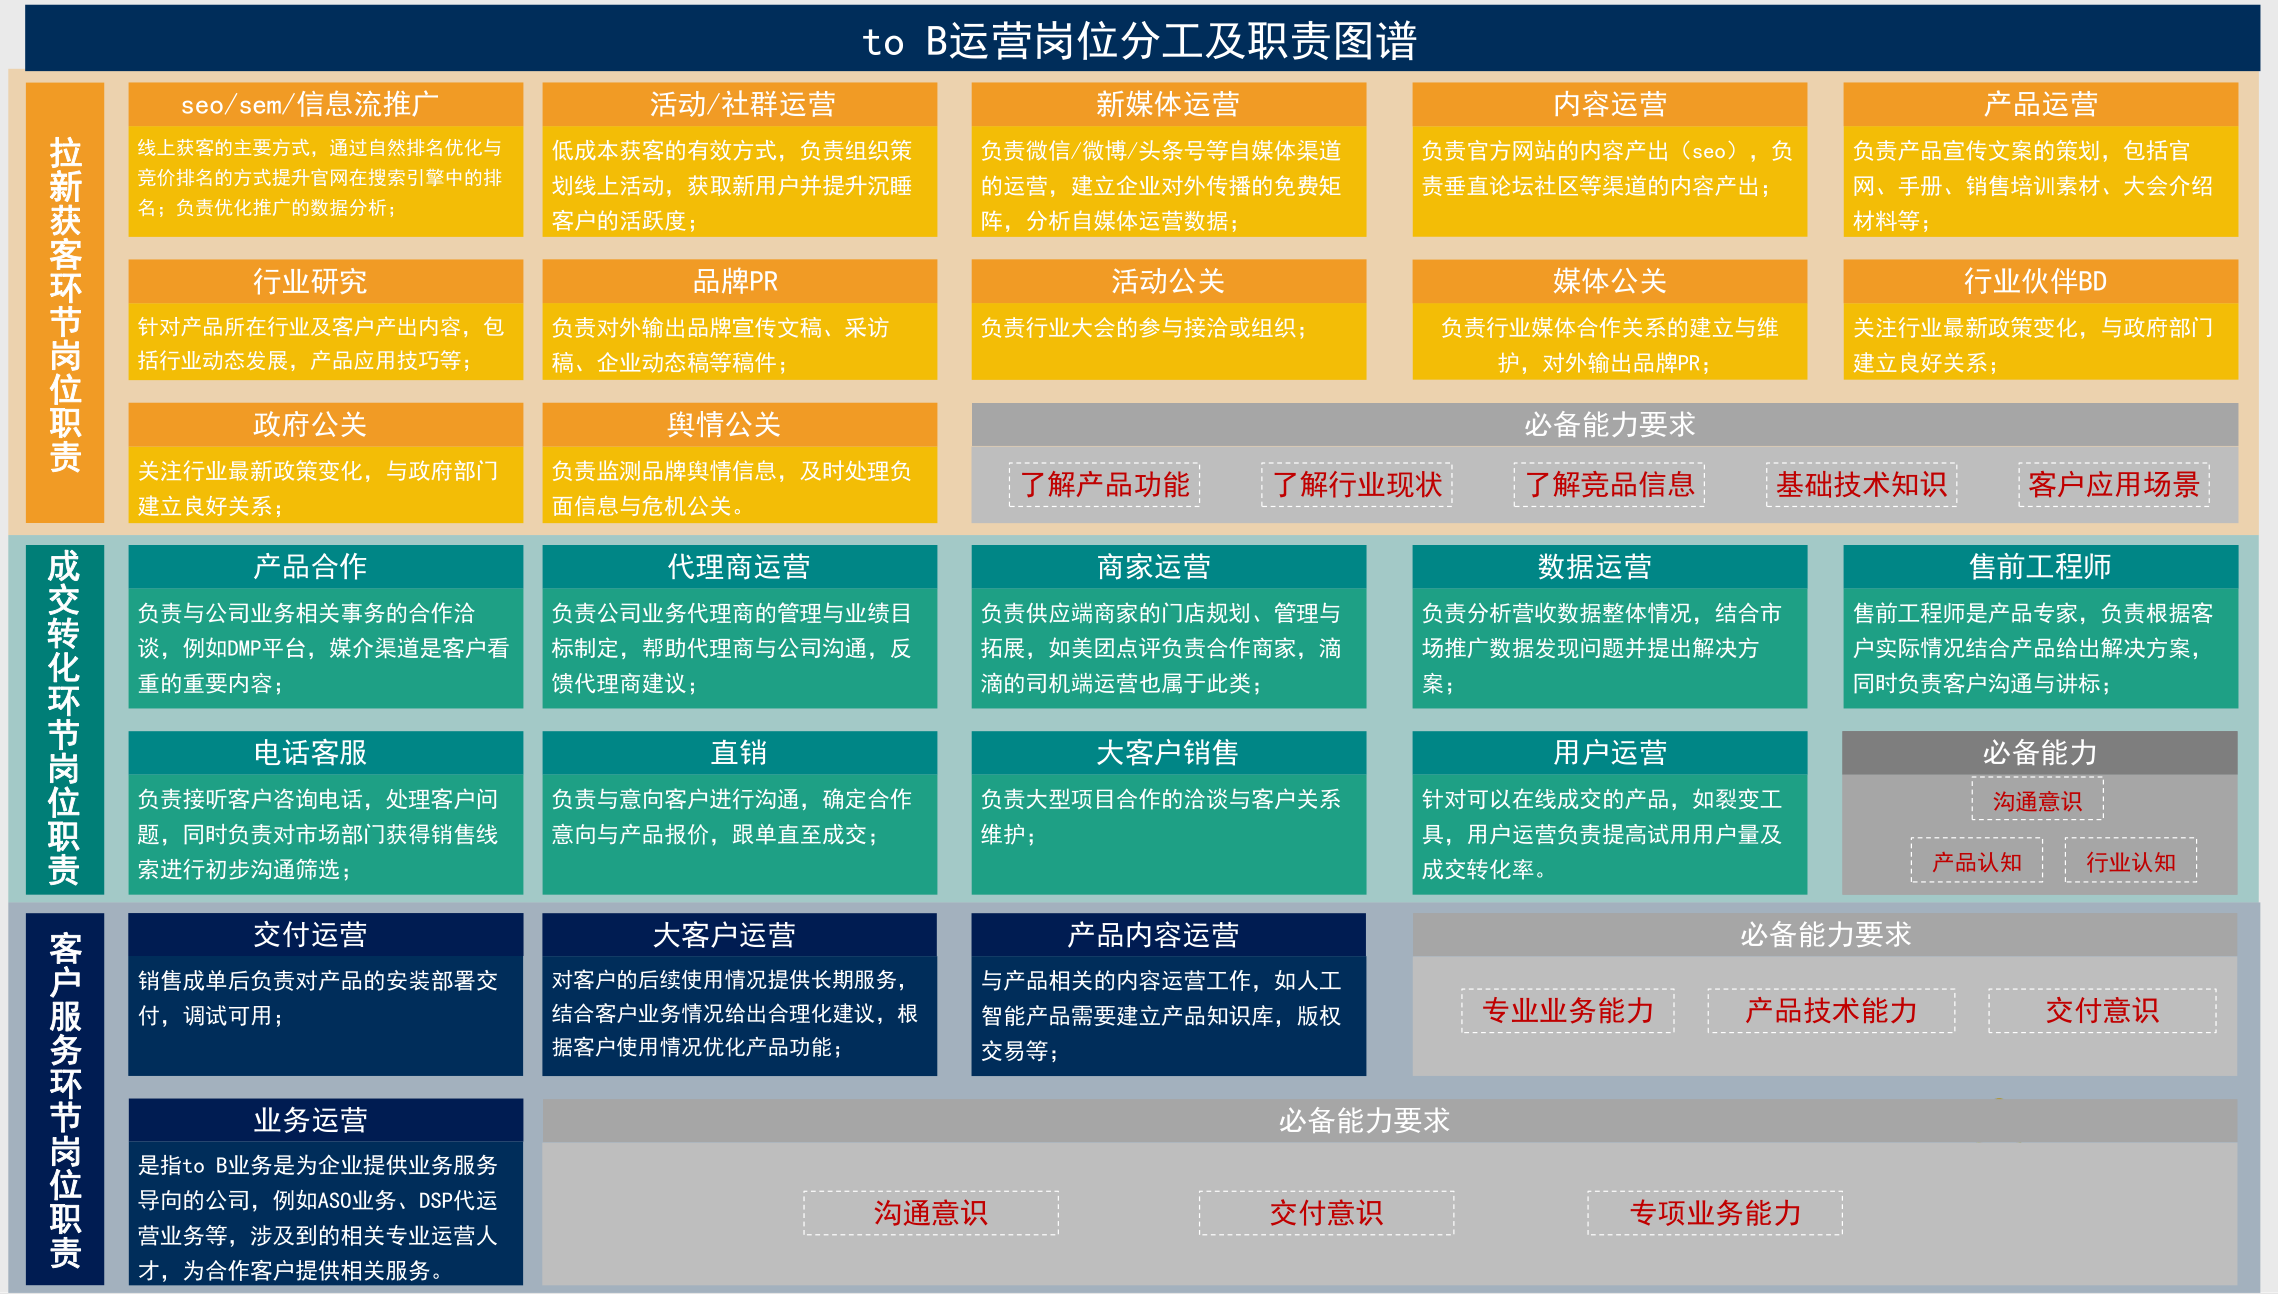 to B运营岗位分工及职责图谱
拉新获客环节岗位职责
seo/sem/信息流推广
线上获客的主要方式，通过自然排名优化与
竞价排名的方式提升官网在搜索引擎中的排
名；负责优化推广的数据分析；
活动/社群运营
低成本获客的有效方式，负责组织策
划线上活动，获取新用户并提升沉睡
客户的活跃度；
新媒体运营
负责微信/微博/头条号等自媒体渠道
的运营，建立企业对外传播的免费矩
阵，分析自媒体运营数据；
内容运营
负责官方网站的内容产出（seo），负
责垂直论坛社区等渠道的内容产出；
产品运营
负责产品宣传文案的策划，包括官
网、手册、销售培训素材、大会介绍
材料等；
行业研究
针对产品所在行业及客户产出内容，包
括行业动态发展，产品应用技巧等；
品牌PR
负责对外输出品牌宣传文稿、采访
稿、企业动态稿等稿件；
活动公关
负责行业大会的参与接洽或组织；
媒体公关
负责行业媒体合作关系的建立与维
护，对外输出品牌PR；
行业伙伴BD
关注行业最新政策变化，与政府部门
建立良好关系；
政府公关
关注行业最新政策变化，与政府部门
建立良好关系；
舆情公关
负责监测品牌舆情信息，及时处理负
面信息与危机公关。
必备能力要求
了解产品功能
了解行业现状
了解竞品信息
基础技术知识
客户应用场景
成交转化环节岗位职责
产品合作
负责与公司业务相关事务的合作洽
谈，例如DMP平台，媒介渠道是客户看
重的重要内容；
代理商运营
负责公司业务代理商的管理与业绩目
标制定，帮助代理商与公司沟通，反
馈代理商建议；
商家运营
负责供应端商家的门店规划、管理与
拓展，如美团点评负责合作商家，滴
滴的司机端运营也属于此类；
数据运营
负责分析营收数据整体情况，结合市
场推广数据发现问题并提出解决方
案；
售前工程师
售前工程师是产品专家，负责根据客
户实际情况结合产品给出解决方案，
同时负责客户沟通与讲标；
电话客服
负责接听客户咨询电话，处理客户问
题，同时负责对市场部门获得销售线
索进行初步沟通筛选；
直销
负责与意向客户进行沟通，确定合作
意向与产品报价，跟单直至成交；
大客户销售
负责大型项目合作的洽谈与客户关系
维护；
用户运营
针对可以在线成交的产品，如裂变工
具，用户运营负责提高试用用户量及
成交转化率。
必备能力
沟通意识
产品认知
行业认知
客户服务环节岗位职责
交付运营
销售成单后负责对产品的安装部署交
付，调试可用；
大客户运营
对客户的后续使用情况提供长期服务，
结合客户业务情况给出合理化建议，根
据客户使用情况优化产品功能；
产品内容运营
与产品相关的内容运营工作，如人工
智能产品需要建立产品知识库，版权
交易等；
必备能力要求
专业业务能力
产品技术能力
交付意识
业务运营
是指to B业务是为企业提供业务服务
导向的公司，例如ASO业务、DSP代运
营业务等，涉及到的相关专业运营人
才，为合作客户提供相关服务。
必备能力要求
沟通意识
交付意识
专项业务能力